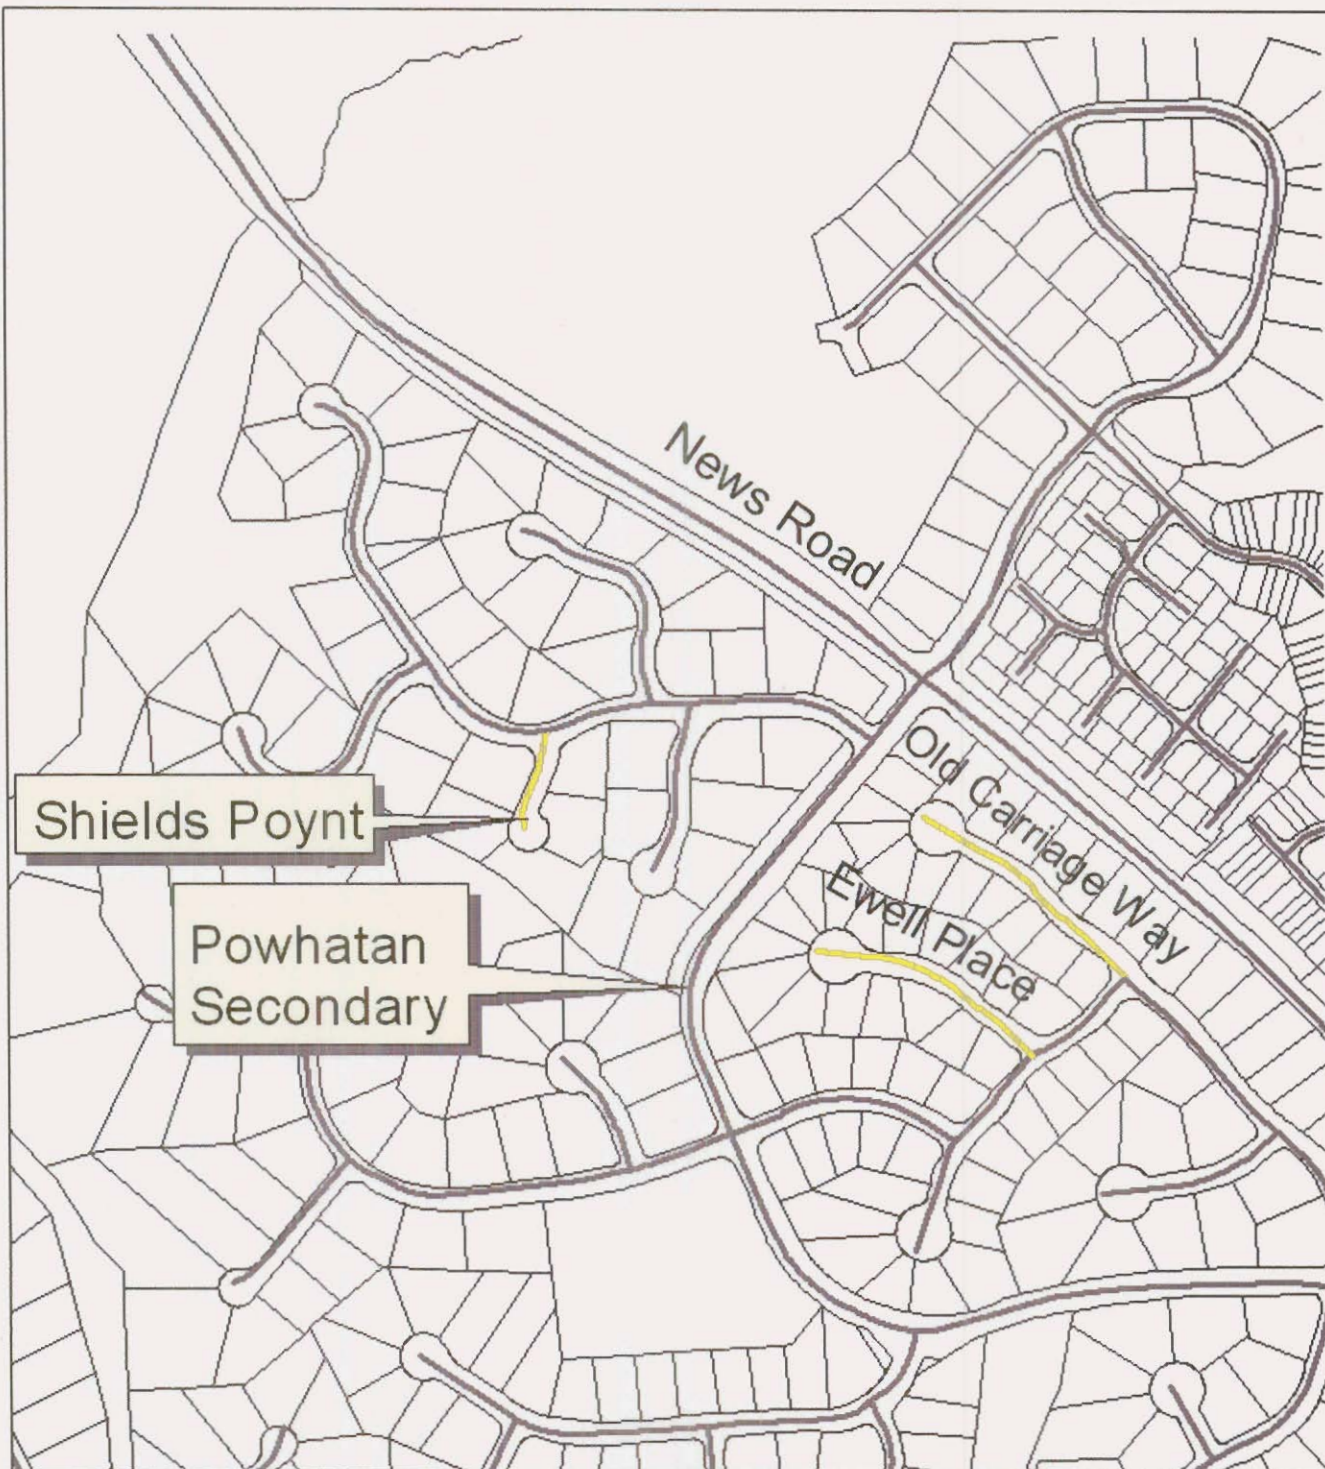 News Road
Old Carriage Way
Shields Poynt
Ewell Place
Powhatan
Secondary